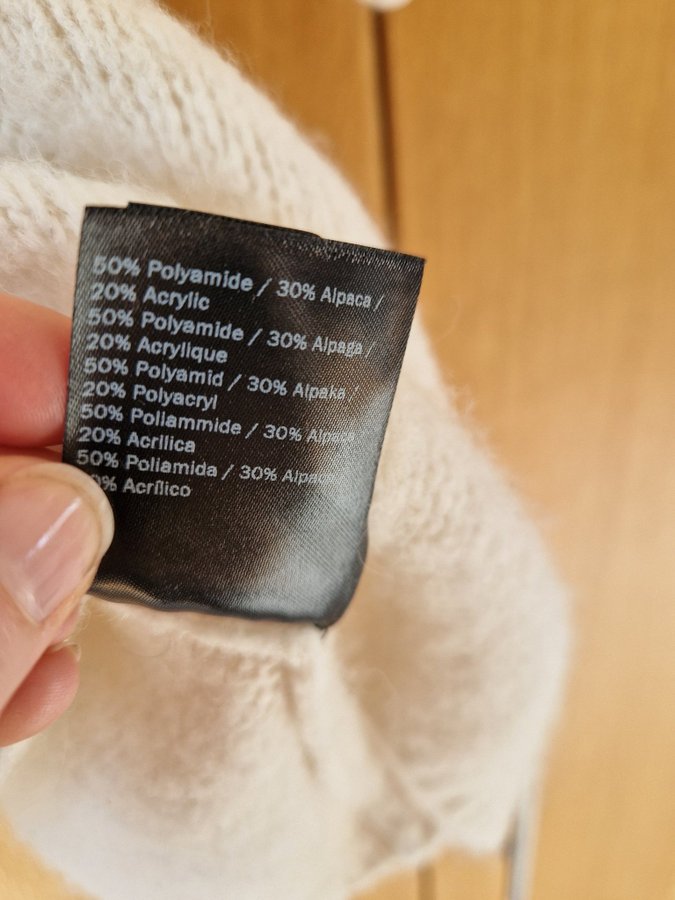 50% Polyamide / 30% Alpaca /
20% Acrylic
50% Polyamide / 30% Alpaga /
20% Acrylique
50% Polyamid / 30% Alpaka /
20% Polyacryl
50% Poliammide / 30% Alpaca
20% Acrilica
50% Poliamida / 30% Alpaca
0% Acrílico